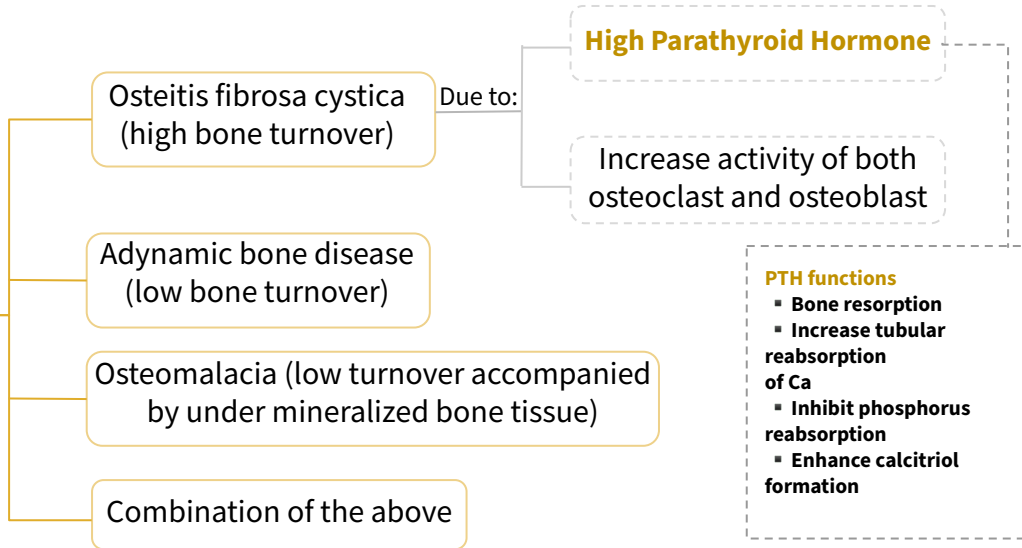 High Parathyroid Hormone
Osteitis fibrosa cystica
(high bone turnover)
Due to:
Increase activity of both
osteoclast and osteoblast
Adynamic bone disease
(low bone turnover)
Osteomalacia (low turnover accompanied
by under mineralized bone tissue)
Combination of the above
PTH functions
▪ Bone resorption
▪ Increase tubular
reabsorption
of Ca
▪ Inhibit phosphorus
reabsorption
▪ Enhance calcitriol
formation